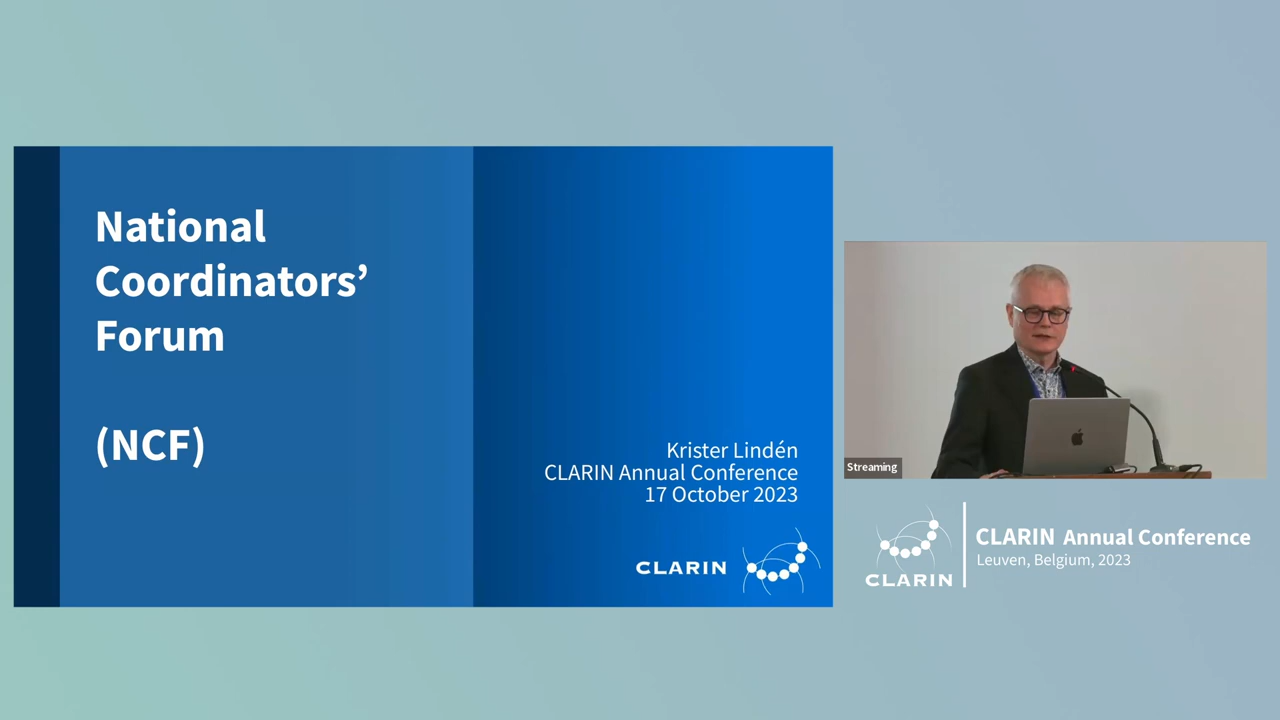 National
Coordinators’
Forum
(NCF)
Krister Lindén
CLARIN Annual Conference
17 October 2023
CLARIN
Streaming
CLARIN
CLARIN Annual Conference
Leuven, Belgium, 2023